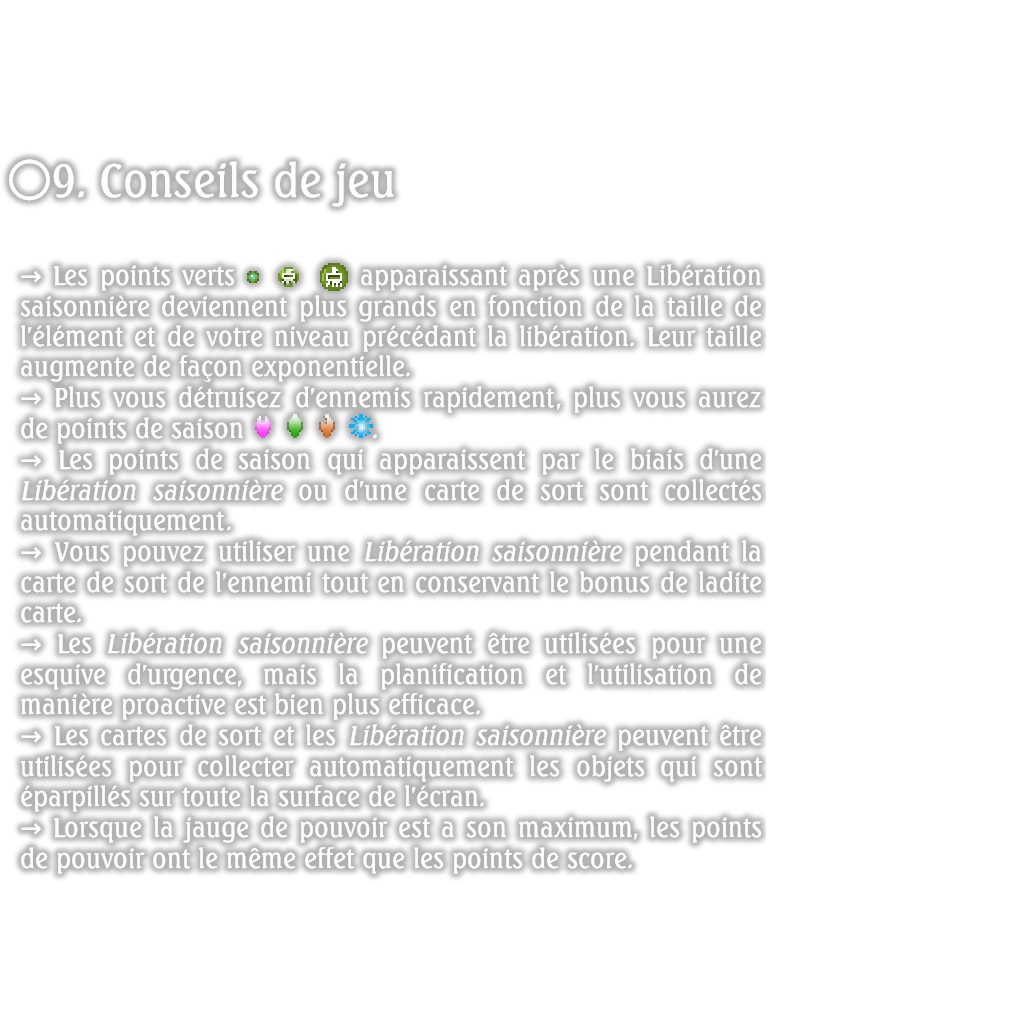 ○9. Conseils de jeu
→ Les points verts apparaissant après une Libération
saisonnière deviennent plus grands en fonction de la taille de
l'élément et de votre niveau précédant la libération. Leur taille
augmente de façon exponentielle.
→ Plus vous détruisez d'ennemis rapidement, plus vous aurez
de points de saison .
→ Les points de saison qui apparaissent par le biais d'une
Libération saisonnière ou d'une carte de sort sont collectés
automatiquement.
→ Vous pouvez utiliser une Libération saisonnière pendant la
carte de sort de l'ennemi tout en conservant le bonus de ladite
carte.
→ Les Libération saisonnière peuvent être utilisées pour une
esquive d'urgence, mais la planification et l'utilisation de
manière proactive est bien plus efficace.
→ Les cartes de sort et les Libération saisonnière peuvent être
utilisées pour collecter automatiquement les objets qui sont
éparpillés sur toute la surface de l'écran.
→ Lorsque la jauge de pouvoir est a son maximum, les points
de pouvoir ont le même effet que les points de score.